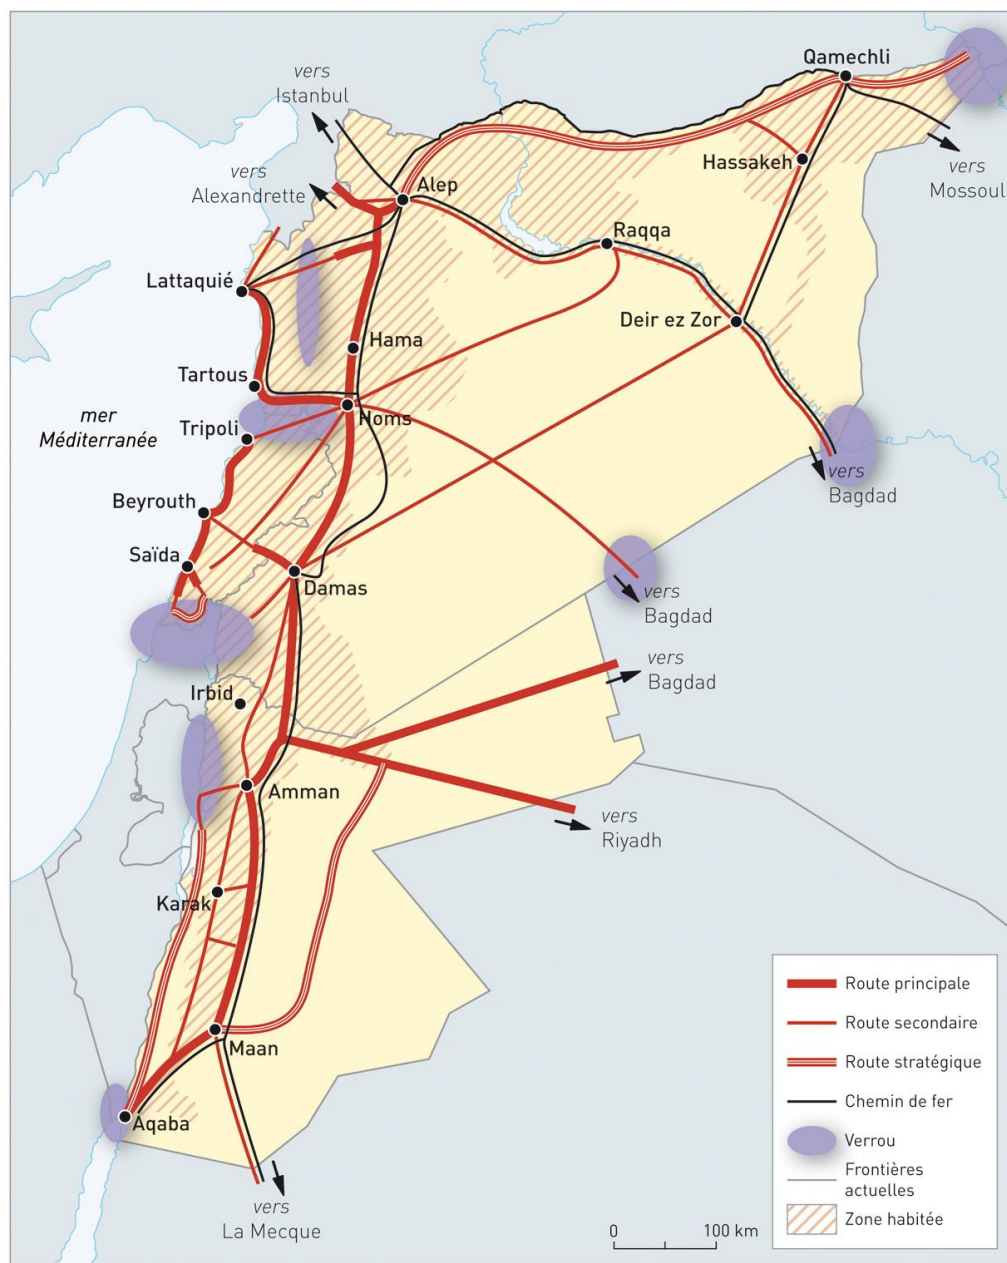 Qamechli
vers
Istanbul
Hassakeh
vers
Mossoul
vers
Alexandrette
Alep
Raqqa
Lattaquié
Deir ez Zor
Hama
Tartous
Homs
mer
Méditerranée
Tripoli
vers
Bagdad
Beyrouth
Saïda
Damas
vers
Bagdad
vers
Bagdad
Irbid
Amman
vers
Riyadh
Karak
Maan
Aqaba
vers
La Mecque
0 100 km
Route principale
Route secondaire
Route stratégique
Chemin de fer
Verrou
Frontières
actuelles
Zone habitée